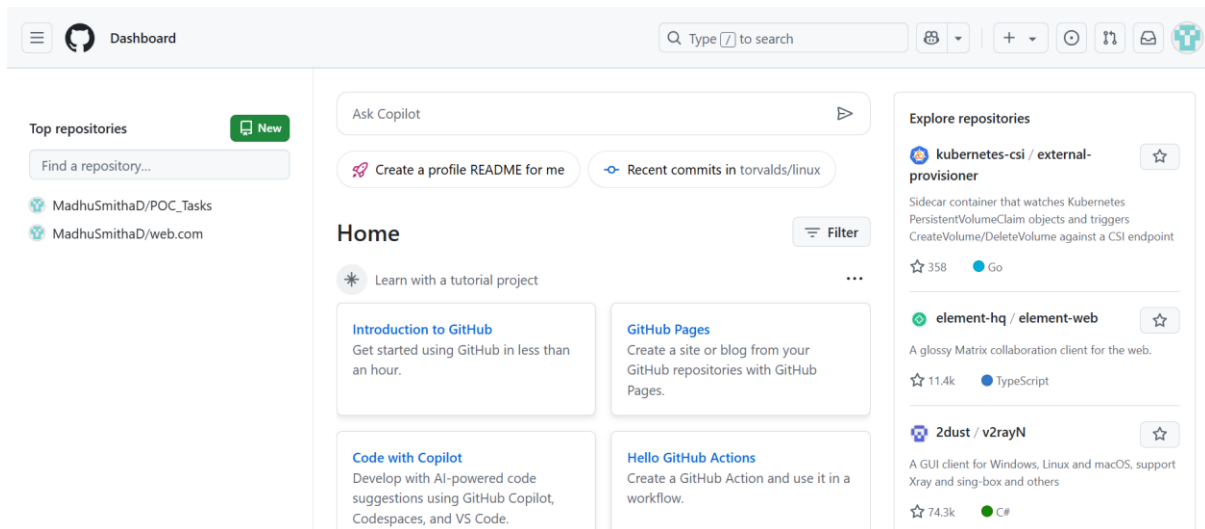 Dashboard
Type / to search
Top repositories
New
Find a repository...
MadhuSmithaD/POC_Tasks
MadhuSmithaD/web.com
Ask Copilot
Create a profile README for me
Recent commits in torvalds/linux
Home
Filter
Learn with a tutorial project
Introduction to GitHub
Get started using GitHub in less than
an hour.
GitHub Pages
Create a site or blog from your
GitHub repositories with GitHub
Pages.
Code with Copilot
Develop with AI-powered code
suggestions using GitHub Copilot,
Codespaces, and VS Code.
Hello GitHub Actions
Create a GitHub Action and use it in a
workflow.
Explore repositories
kubernetes-csi / external-
provisioner
Sidecar container that watches Kubernetes
PersistentVolumeClaim objects and triggers
CreateVolume/DeleteVolume against a CSI endpoint
358 Go
element-hq / element-web
A glossy Matrix collaboration client for the web.
11.4k TypeScript
2dust / v2rayN
A GUI client for Windows, Linux and macOS, support
Xray and sing-box and others
74.3k C#